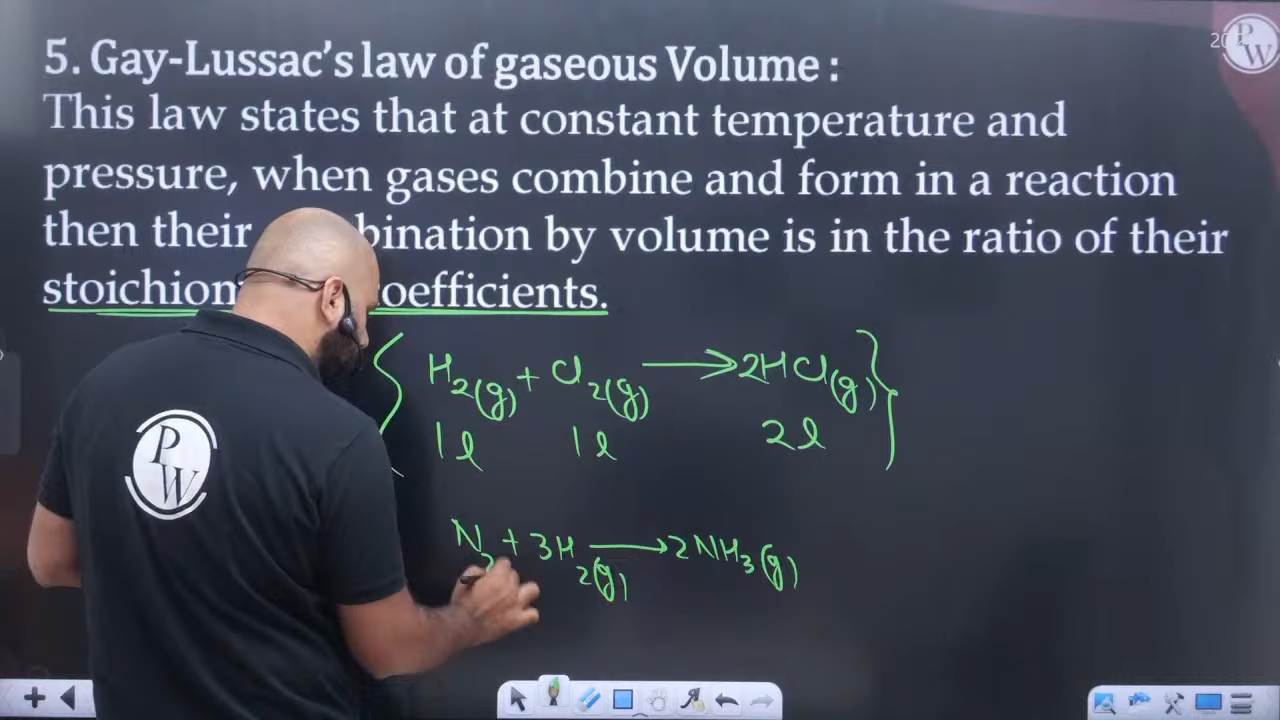 5. Gay-Lussac's law of gaseous Volume :
This law states that at constant temperature and
pressure, when gases combine and form in a reaction
then their bination by volume is in the ratio of their
stoichiom oefficients.
H2(g) + Cl2(g) → 2HCl(g)
1l 1l 2l
N2 + 3H2(g) → 2NH3(g)
PW
PW